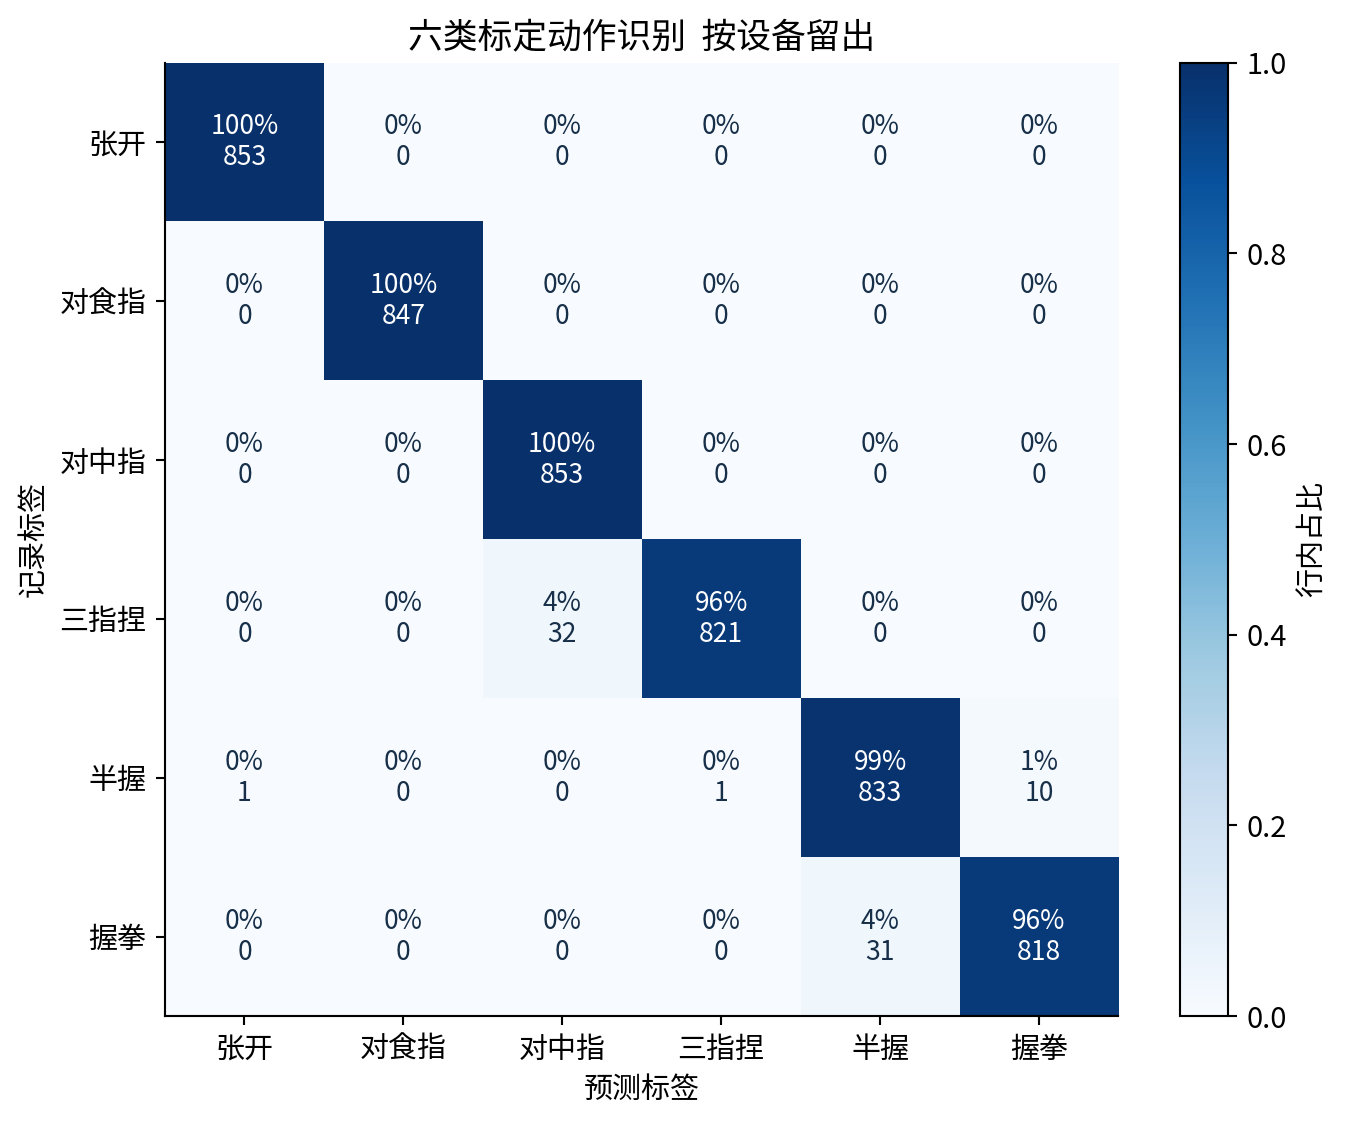 六类标定动作识别 按设备留出
张开
100% 0% 0% 0% 0% 0%
853 0 0 0 0 0
对食指
0% 100% 0% 0% 0% 0%
0 847 0 0 0 0
对中指
0% 0% 100% 0% 0% 0%
0 0 853 0 0 0
三指捏
0% 0% 4% 96% 0% 0%
0 0 32 821 0 0
半握
0% 0% 0% 0% 99% 1%
1 0 0 1 833 10
握拳
0% 0% 0% 0% 4% 96%
0 0 0 0 31 818
张开 对食指 对中指 三指捏 半握 握拳
预测标签
记录标签
1.0
0.8
0.6
0.4
0.2
0.0
行内占比